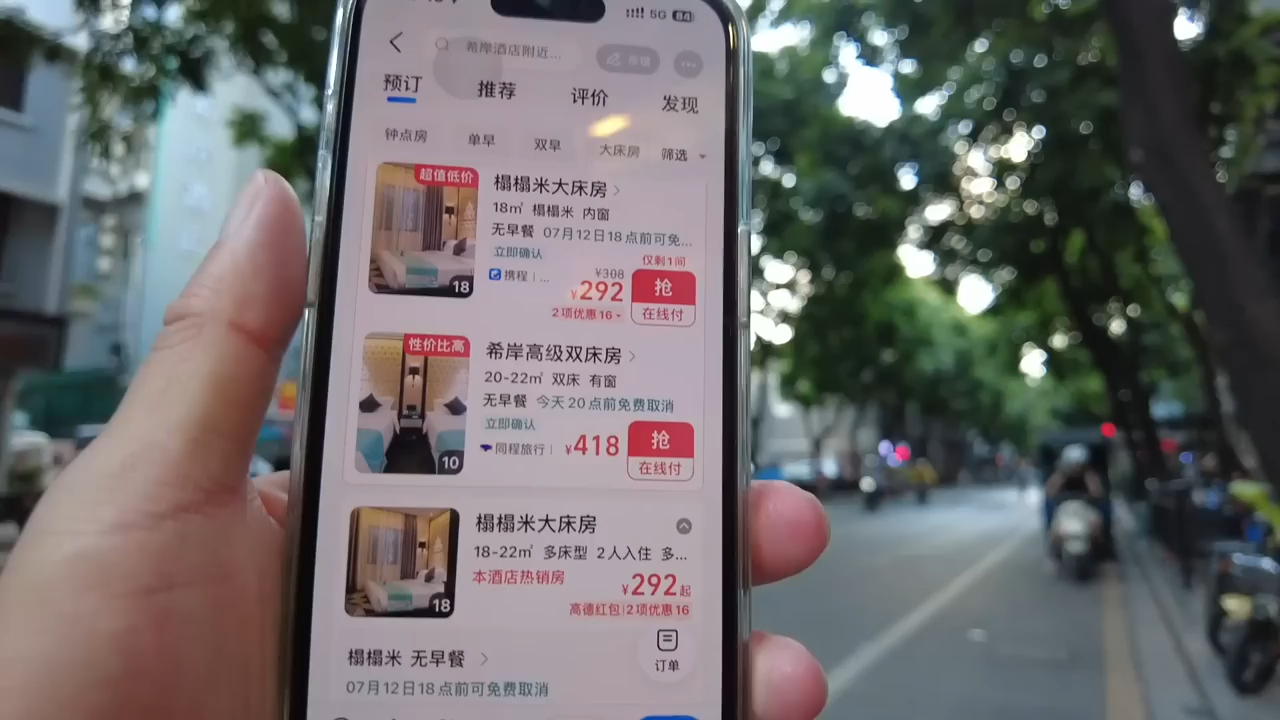 5G 84
希岸酒店附近...
预订 推荐 评价 发现
钟点房 单早 双早 大床房 筛选
超值低价
榻榻米大床房
18㎡ 榻榻米 内窗
无早餐 07月12日18点前可免...
立即确认
仅剩1间
携程 | ...
¥308
¥292
抢
2项优惠16
在线付
18
性价比高
希岸高级双床房
20-22㎡ 双床 有窗
无早餐 今天20点前免费取消
立即确认
同程旅行 | ¥418
抢
在线付
10
榻榻米大床房
18-22㎡ 多床型 2人入住 多...
本酒店热销房
¥292起
高德红包|2项优惠16
18
订单
榻榻米 无早餐
07月12日18点前可免费取消